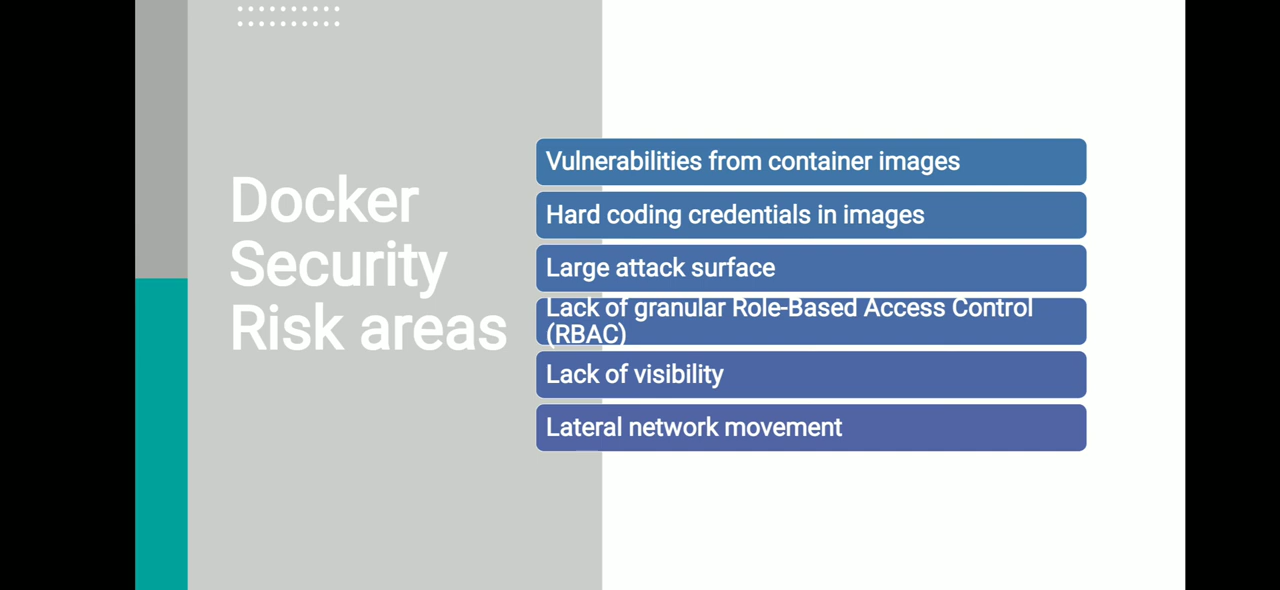 Docker
Security
Risk areas
Vulnerabilities from container images
Hard coding credentials in images
Large attack surface
Lack of granular Role-Based Access Control
(RBAC)
Lack of visibility
Lateral network movement